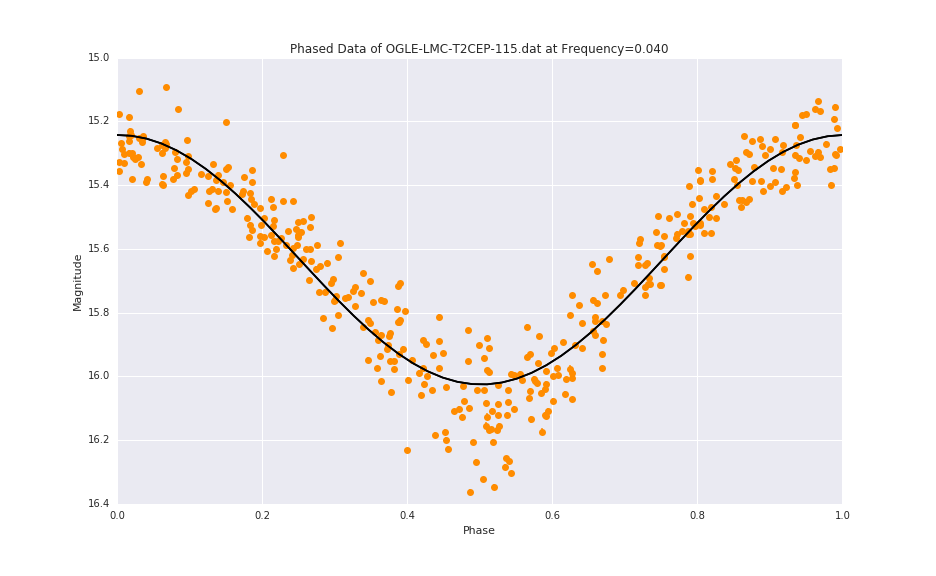 Phased Data of OGLE-LMC-T2CEP-115.dat at Frequency=0.040
15.0
15.2
15.4
15.6
15.8
16.0
16.2
16.4
Magnitude
0.0 0.2 0.4 0.6 0.8 1.0
Phase